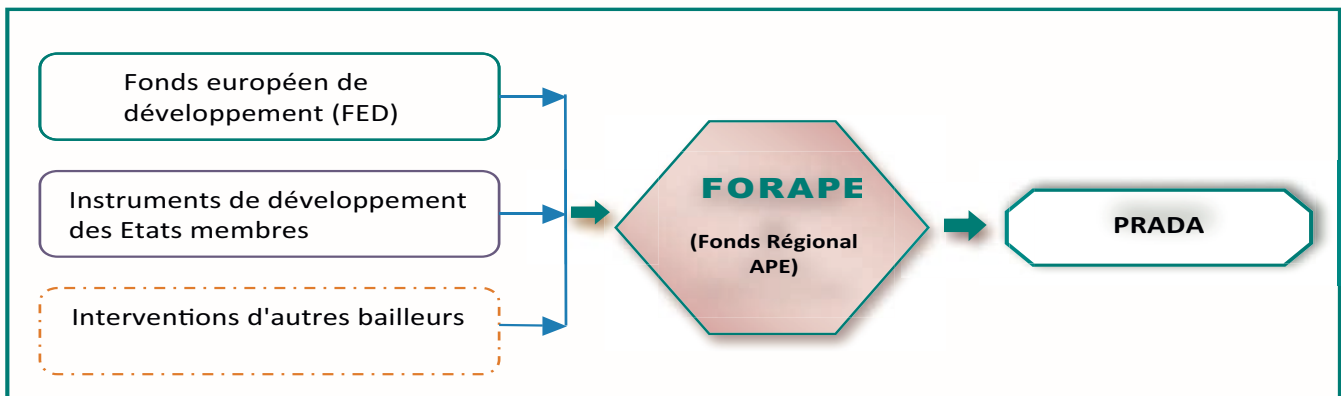 Fonds européen de
développement (FED)
Instruments de développement
des Etats membres
Interventions d'autres bailleurs
FORAPE
(Fonds Régional
APE)
PRADA